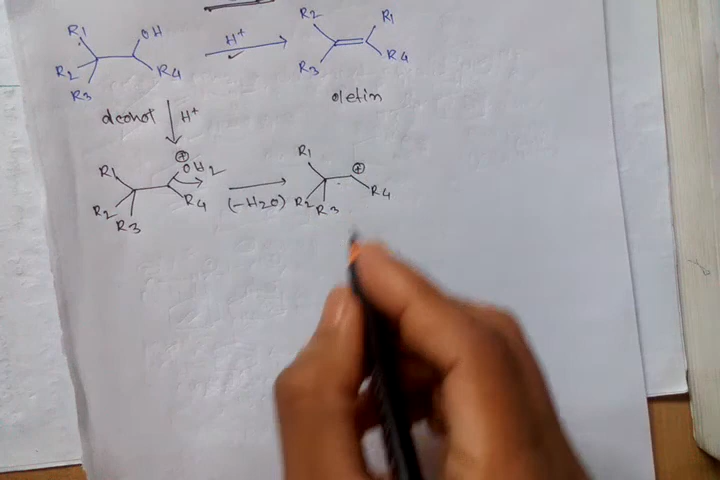 R1 OH H+ R2 R1
R2 R4 R3 R4
R3
olefin
alcohol H+
⊕
R1 OH2 R1 ⊕
R2 R4 (-H2O) R2 R3 R4
R3